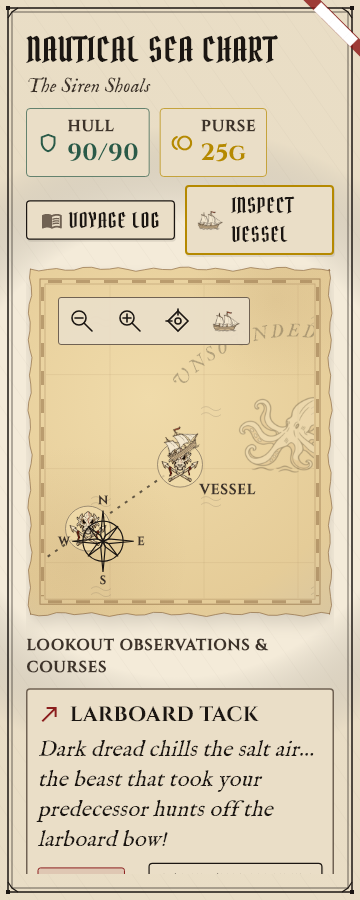 NAUTICAL SEA CHART
The Siren Shoals
HULL
90/90
PURSE
25G
VOYAGE LOG
INSPECT
VESSEL
VESSEL
N
W
E
S
LOOKOUT OBSERVATIONS &
COURSES
LARBOARD TACK
Dark dread chills the salt air...
the beast that took your
predecessor hunts off the
larboard bow!